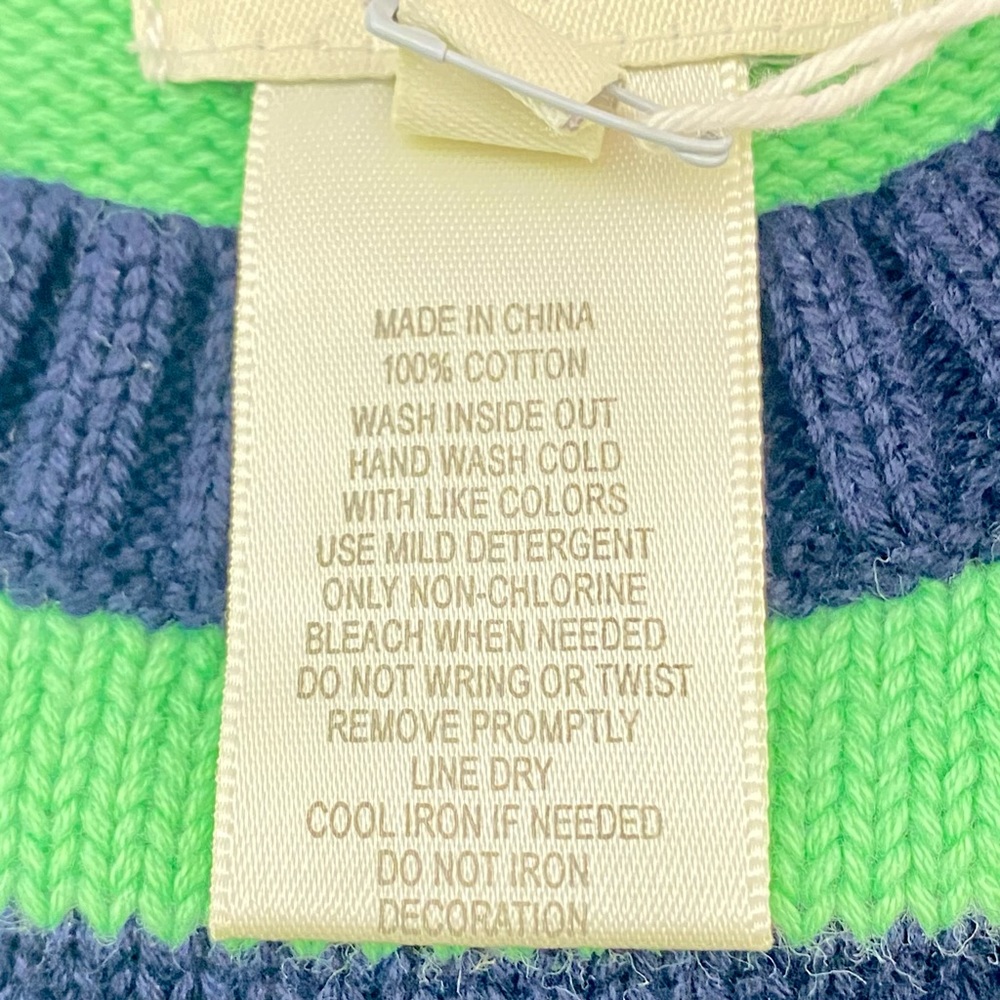 MADE IN CHINA
100% COTTON
WASH INSIDE OUT
HAND WASH COLD
WITH LIKE COLORS
USE MILD DETERGENT
ONLY NON-CHLORINE
BLEACH WHEN NEEDED
DO NOT WRING OR TWIST
REMOVE PROMPTLY
LINE DRY
COOL IRON IF NEEDED
DO NOT IRON
DECORATION